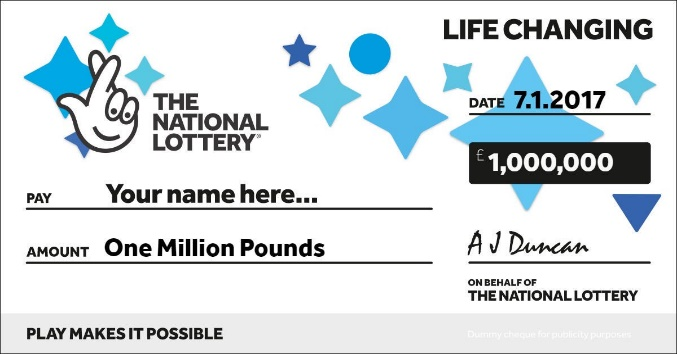 LIFE CHANGING
THE
NATIONAL
LOTTERY®
DATE 7.1.2017
£ 1,000,000
PAY Your name here...
AMOUNT One Million Pounds
A J Duncan
ON BEHALF OF
THE NATIONAL LOTTERY
PLAY MAKES IT POSSIBLE
Dummy cheque for publicity purposes